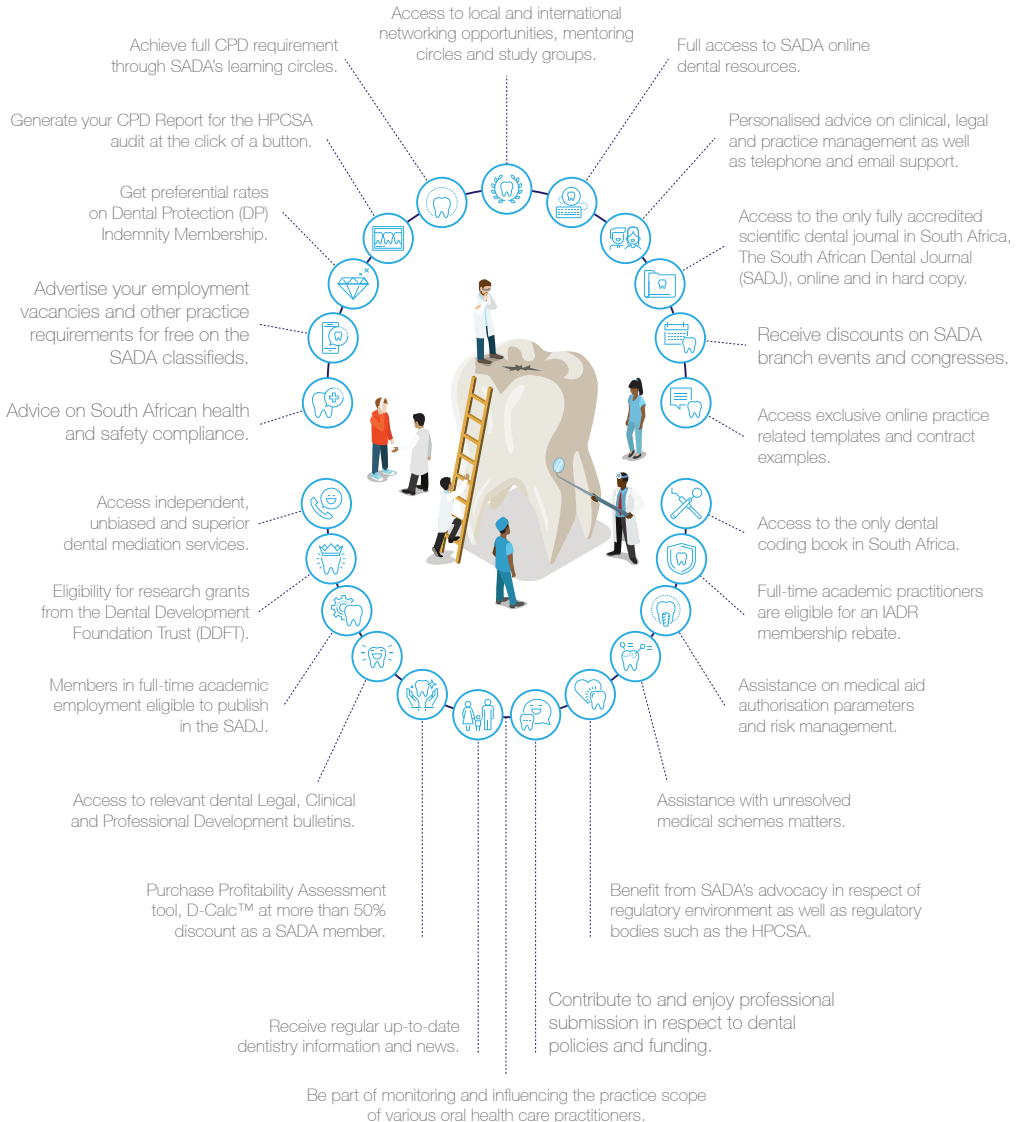 Access to local and international
networking opportunities, mentoring
circles and study groups.
Achieve full CPD requirement
through SADA's learning circles.
Full access to SADA online
dental resources.
Generate your CPD Report for the HPCSA
audit at the click of a button.
Personalised advice on clinical, legal
and practice management as well
as telephone and email support.
Get preferential rates
on Dental Protection (DP)
Indemnity Membership.
Access to the only fully accredited
scientific dental journal in South Africa,
The South African Dental Journal
(SADJ), online and in hard copy.
Advertise your employment
vacancies and other practice
requirements for free on the
SADA classifieds.
Receive discounts on SADA
branch events and congresses.
Advice on South African health
and safety compliance.
Access exclusive online practice
related templates and contract
examples.
Access independent,
unbiased and superior
dental mediation services.
Access to the only dental
coding book in South Africa.
Eligibility for research grants
from the Dental Development
Foundation Trust (DDFT).
Full-time academic practitioners
are eligible for an IADR
membership rebate.
Members in full-time academic
employment eligible to publish
in the SADJ.
Assistance on medical aid
authorisation parameters
and risk management.
Access to relevant dental Legal, Clinical
and Professional Development bulletins.
Assistance with unresolved
medical schemes matters.
Purchase Profitability Assessment
tool, D-Calc™ at more than 50%
discount as a SADA member.
Benefit from SADA's advocacy in respect of
regulatory environment as well as regulatory
bodies such as the HPCSA.
Receive regular up-to-date
dentistry information and news.
Contribute to and enjoy professional
submission in respect to dental
policies and funding.
Be part of monitoring and influencing the practice scope
of various oral health care practitioners.